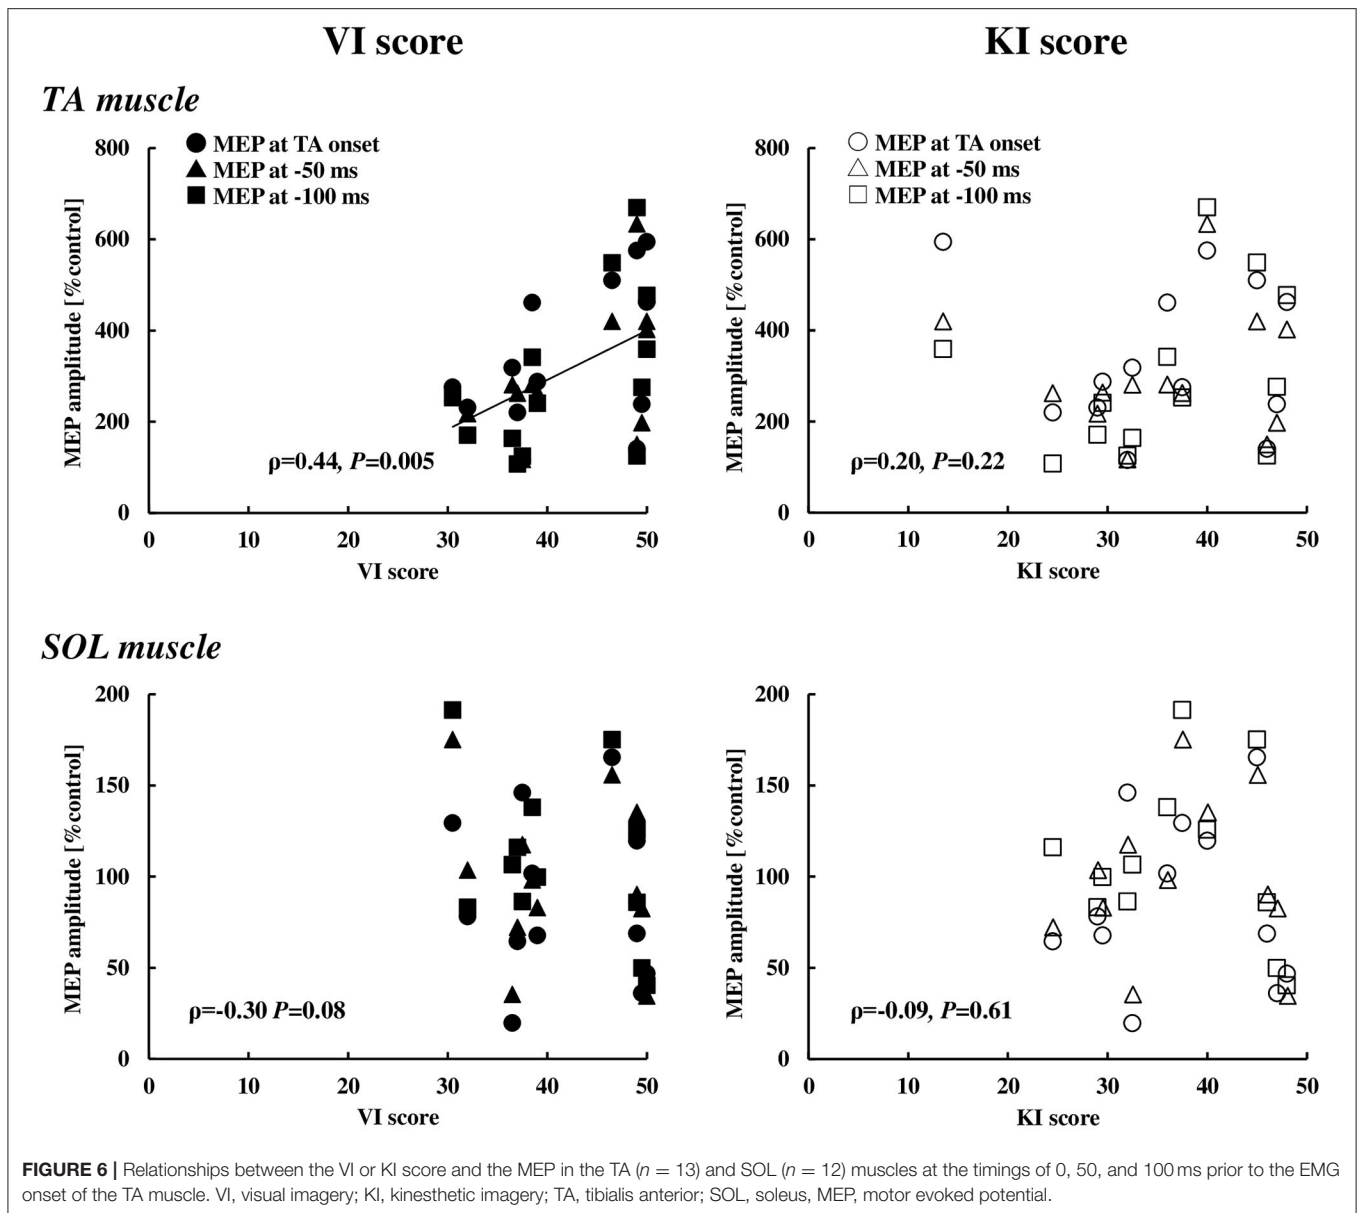 VI score
KI score
TA muscle
MEP at TA onset
MEP at -50 ms
MEP at -100 ms
MEP amplitude [%control]
800
600
400
200
0
ρ=0.44, P=0.005
0 10 20 30 40 50
VI score
MEP at TA onset
MEP at -50 ms
MEP at -100 ms
MEP amplitude [%control]
800
600
400
200
0
ρ=0.20, P=0.22
0 10 20 30 40 50
KI score
SOL muscle
MEP amplitude [%control]
200
150
100
50
0
ρ=-0.30 P=0.08
0 10 20 30 40 50
VI score
MEP amplitude [%control]
200
150
100
50
0
ρ=-0.09, P=0.61
0 10 20 30 40 50
KI score
FIGURE 6 | Relationships between the VI or KI score and the MEP in the TA (n = 13) and SOL (n = 12) muscles at the timings of 0, 50, and 100 ms prior to the EMG
onset of the TA muscle. VI, visual imagery; KI, kinesthetic imagery; TA, tibialis anterior; SOL, soleus, MEP, motor evoked potential.